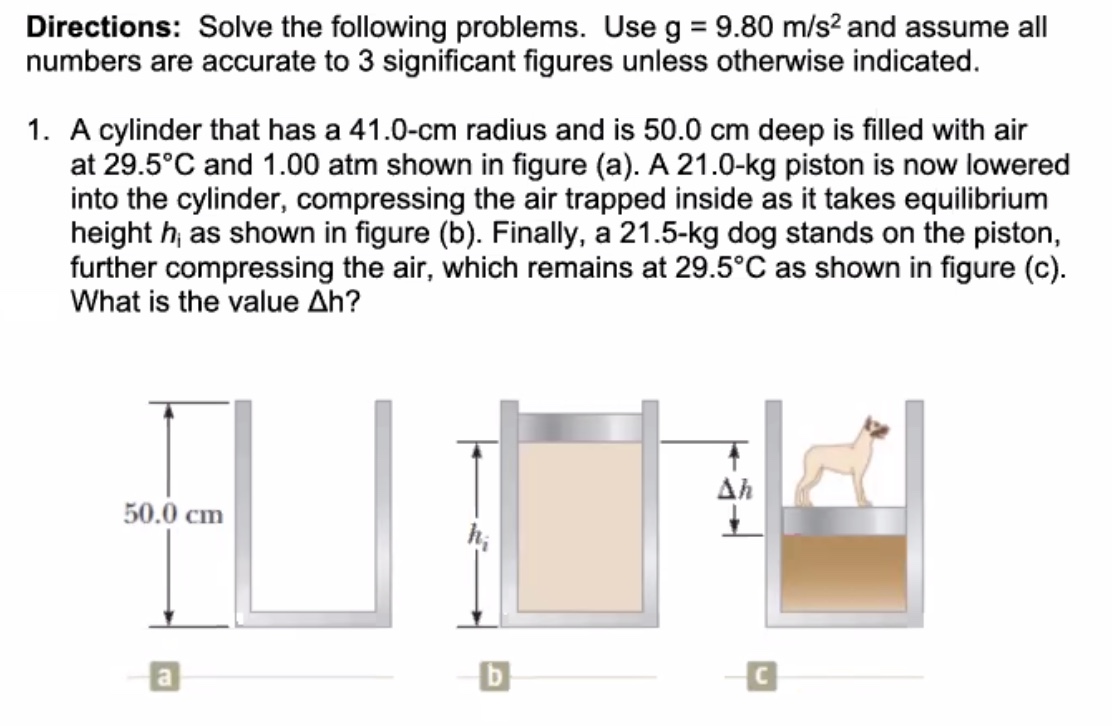 Directions: Solve the following problems. Use g = 9.80 m/s² and assume all
numbers are accurate to 3 significant figures unless otherwise indicated.
1. A cylinder that has a 41.0-cm radius and is 50.0 cm deep is filled with air
at 29.5°C and 1.00 atm shown in figure (a). A 21.0-kg piston is now lowered
into the cylinder, compressing the air trapped inside as it takes equilibrium
height hᵢ as shown in figure (b). Finally, a 21.5-kg dog stands on the piston,
further compressing the air, which remains at 29.5°C as shown in figure (c).
What is the value Δh?
50.0 cm
hᵢ
Δh
a
b
c